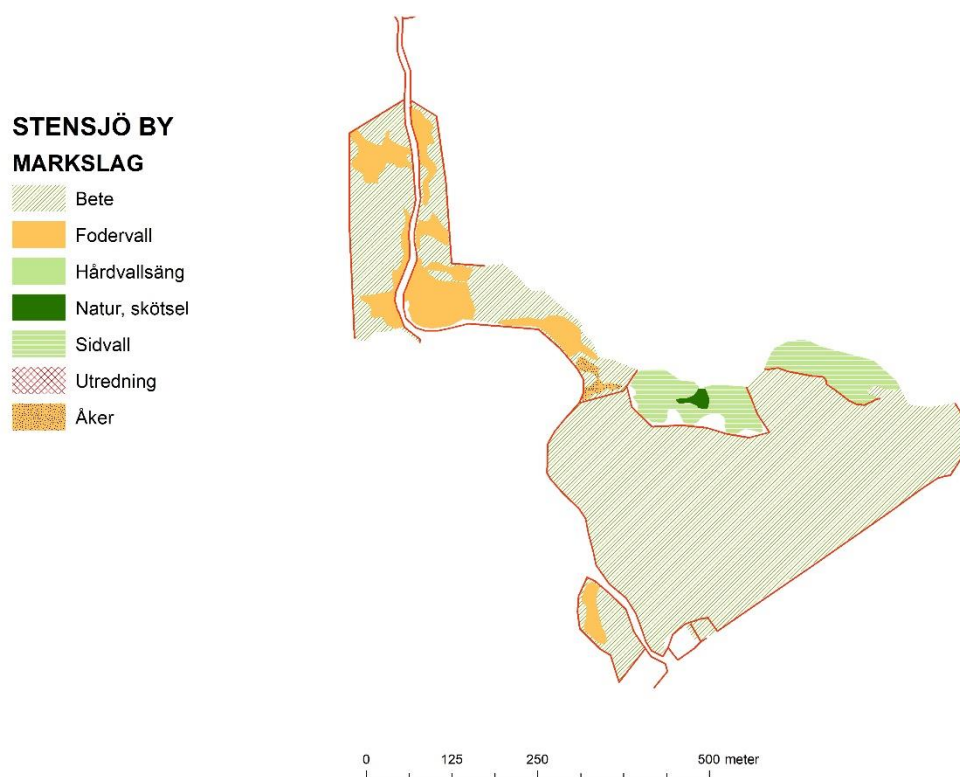 STENSJÖ BY
MARKSLAG
Bete
Fodervall
Hårdvallsäng
Natur, skötsel
Sidvall
Utredning
Åker
0 125 250 500 meter